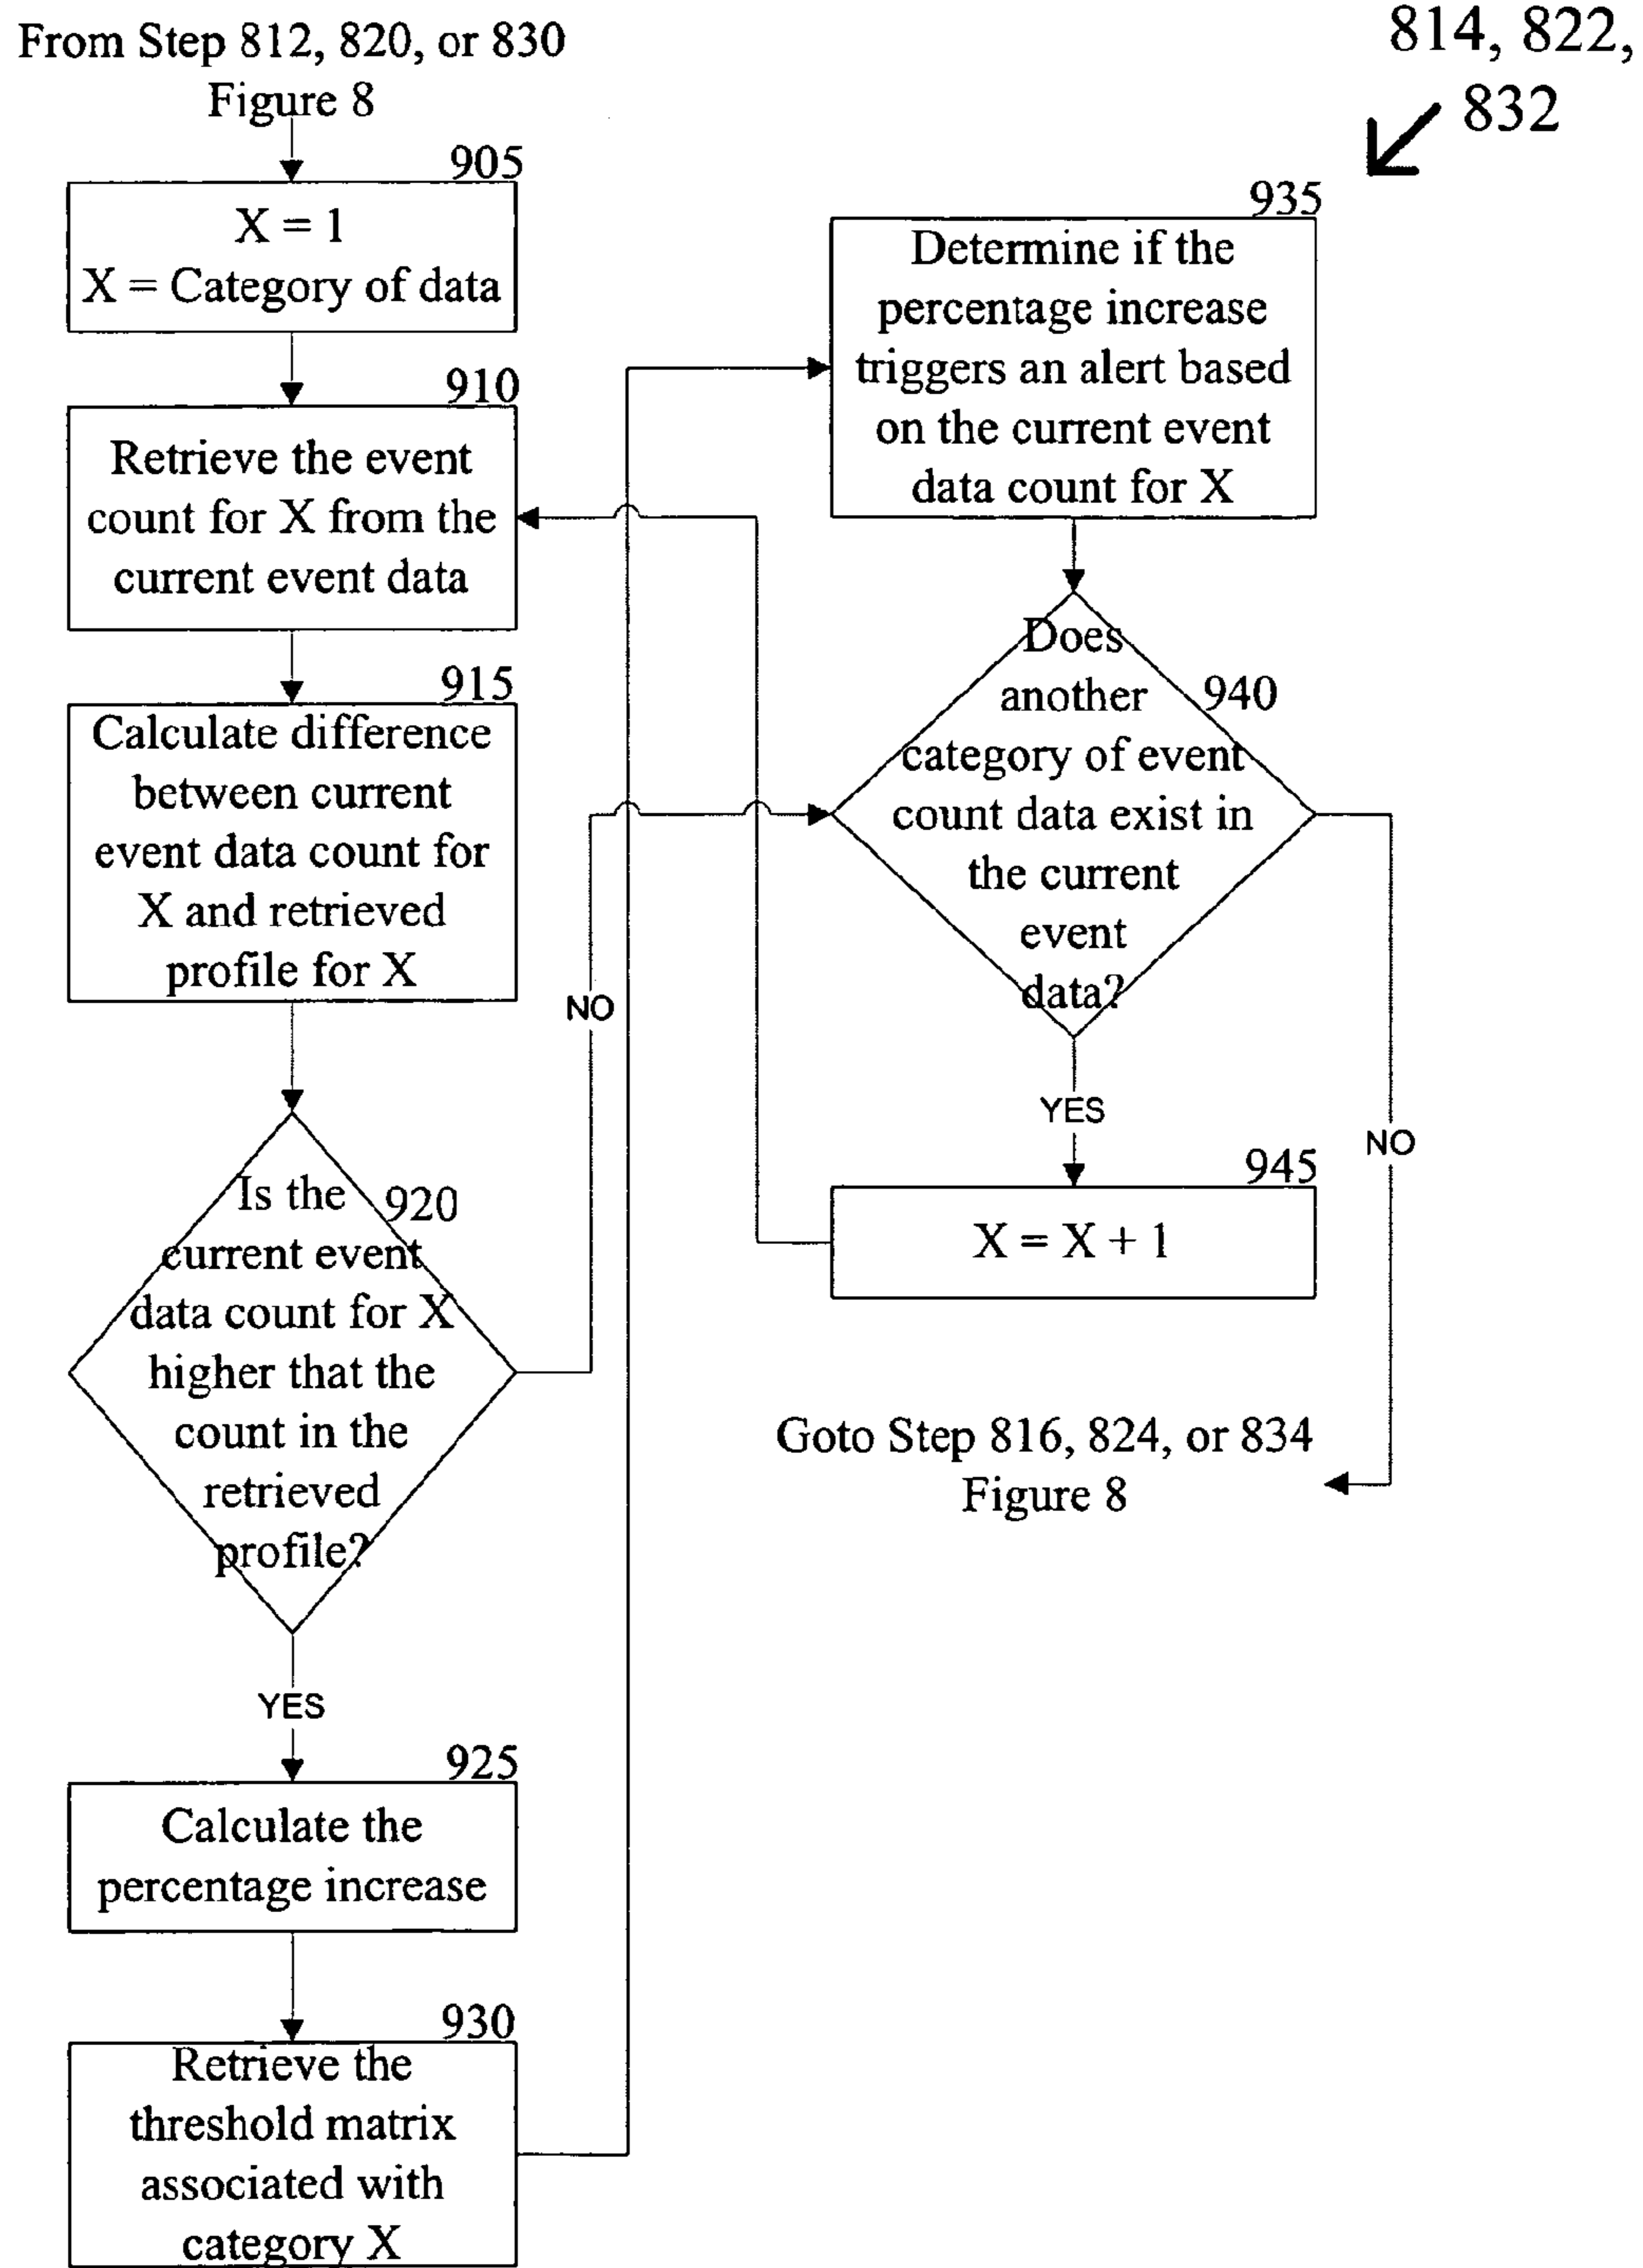 From Step 812, 820, or 830
Figure 8
814, 822,
832
905
X = 1
X = Category of data
910
Retrieve the event
count for X from the
current event data
915
Calculate difference
between current
event data count for
X and retrieved
profile for X
920
Is the
current event
data count for X
higher that the
count in the
retrieved
profile?
NO
YES
925
Calculate the
percentage increase
930
Retrieve the
threshold matrix
associated with
category X
935
Determine if the
percentage increase
triggers an alert based
on the current event
data count for X
940
Does
another
category of event
count data exist in
the current
event
data?
YES
NO
945
X = X + 1
Goto Step 816, 824, or 834
Figure 8